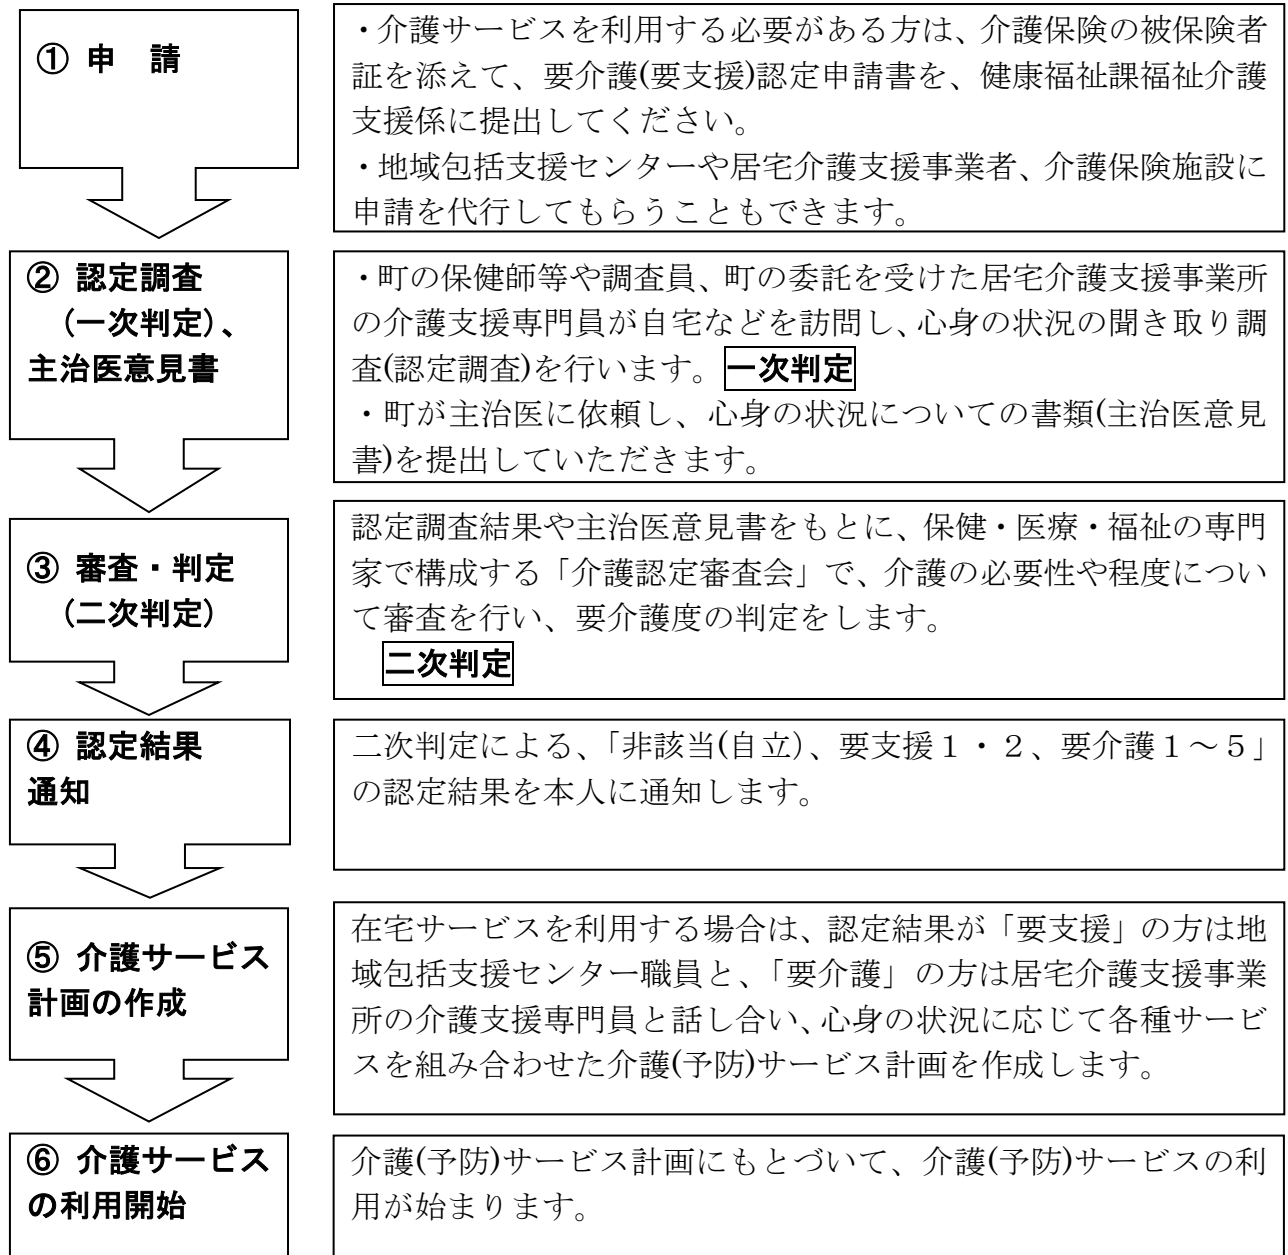 ① 申　請
・介護サービスを利用する必要がある方は、介護保険の被保険者
証を添えて、要介護(要支援)認定申請書を、健康福祉課福祉介護
支援係に提出してください。
・地域包括支援センターや居宅介護支援事業者、介護保険施設に
申請を代行してもらうこともできます。
② 認定調査
（一次判定）、
主治医意見書
・町の保健師等や調査員、町の委託を受けた居宅介護支援事業所
の介護支援専門員が自宅などを訪問し、心身の状況の聞き取り調
査(認定調査)を行います。一次判定
・町が主治医に依頼し、心身の状況についての書類(主治医意見
書)を提出していただきます。
③ 審査・判定
（二次判定）
認定調査結果や主治医意見書をもとに、保健・医療・福祉の専門
家で構成する「介護認定審査会」で、介護の必要性や程度につい
て審査を行い、要介護度の判定をします。
二次判定
④ 認定結果
通知
二次判定による、「非該当(自立)、要支援１・２、要介護１～５」
の認定結果を本人に通知します。
⑤ 介護サービス
計画の作成
在宅サービスを利用する場合は、認定結果が「要支援」の方は地
域包括支援センター職員と、「要介護」の方は居宅介護支援事業
所の介護支援専門員と話し合い、心身の状況に応じて各種サービ
スを組み合わせた介護(予防)サービス計画を作成します。
⑥ 介護サービス
の利用開始
介護(予防)サービス計画にもとづいて、介護(予防)サービスの利
用が始まります。